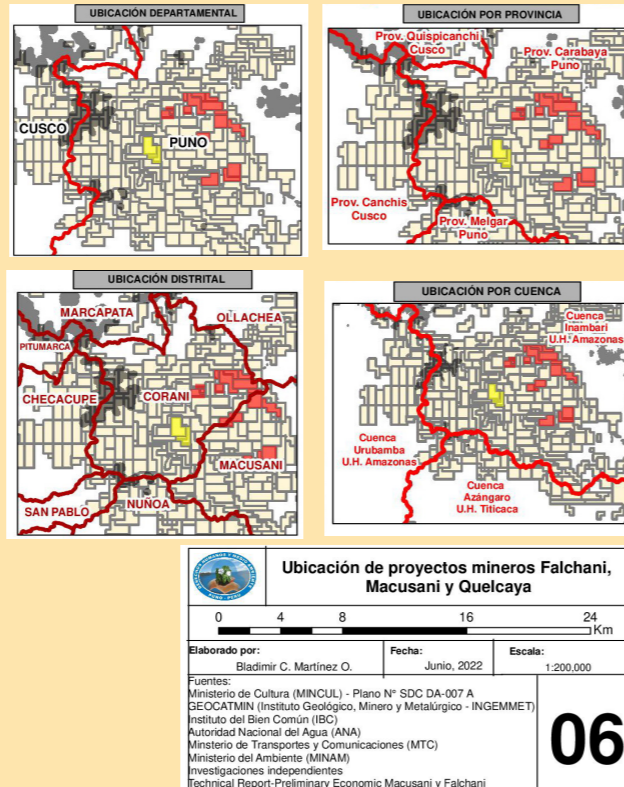 UBICACIÓN DEPARTAMENTAL
CUSCO
PUNO
UBICACIÓN POR PROVINCIA
Prov. Quispicanchi
Cusco
Prov. Carabaya
Puno
Prov. Canchis
Cusco
Prov. Melgar
Puno
UBICACIÓN DISTRITAL
MARCAPATA
OLLACHEA
PITUMARCA
CHECACUPE
CORANI
MACUSANI
SAN PABLO
NUÑOA
UBICACIÓN POR CUENCA
Cuenca
Inambari
U.H. Amazonas
Cuenca
Urubamba
U.H. Amazonas
Cuenca
Azángaro
U.H. Titicaca
Ubicación de proyectos mineros Falchani,
Macusani y Quelcaya
0 4 8 16 24
Km
Elaborado por:
Bladimir C. Martínez O.
Fecha:
Junio, 2022
Escala:
1:200,000
Fuentes:
Ministerio de Cultura (MINCUL) - Plano N° SDC DA-007 A
GEOCATMIN (Instituto Geológico, Minero y Metalúrgico - INGEMMET)
Instituto del Bien Común (IBC)
Autoridad Nacional del Agua (ANA)
Minsterio de Transportes y Comunicaciones (MTC)
Ministerio del Ambiente (MINAM)
Investigaciones independientes
Technical Report-Preliminary Economic Macusani y Falchani
06